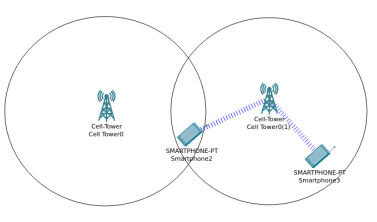 Cell-Tower
Cell Tower0
Cell-Tower
Cell Tower0(1)
SMARTPHONE-PT
Smartphone2
SMARTPHONE-PT
Smartphone3